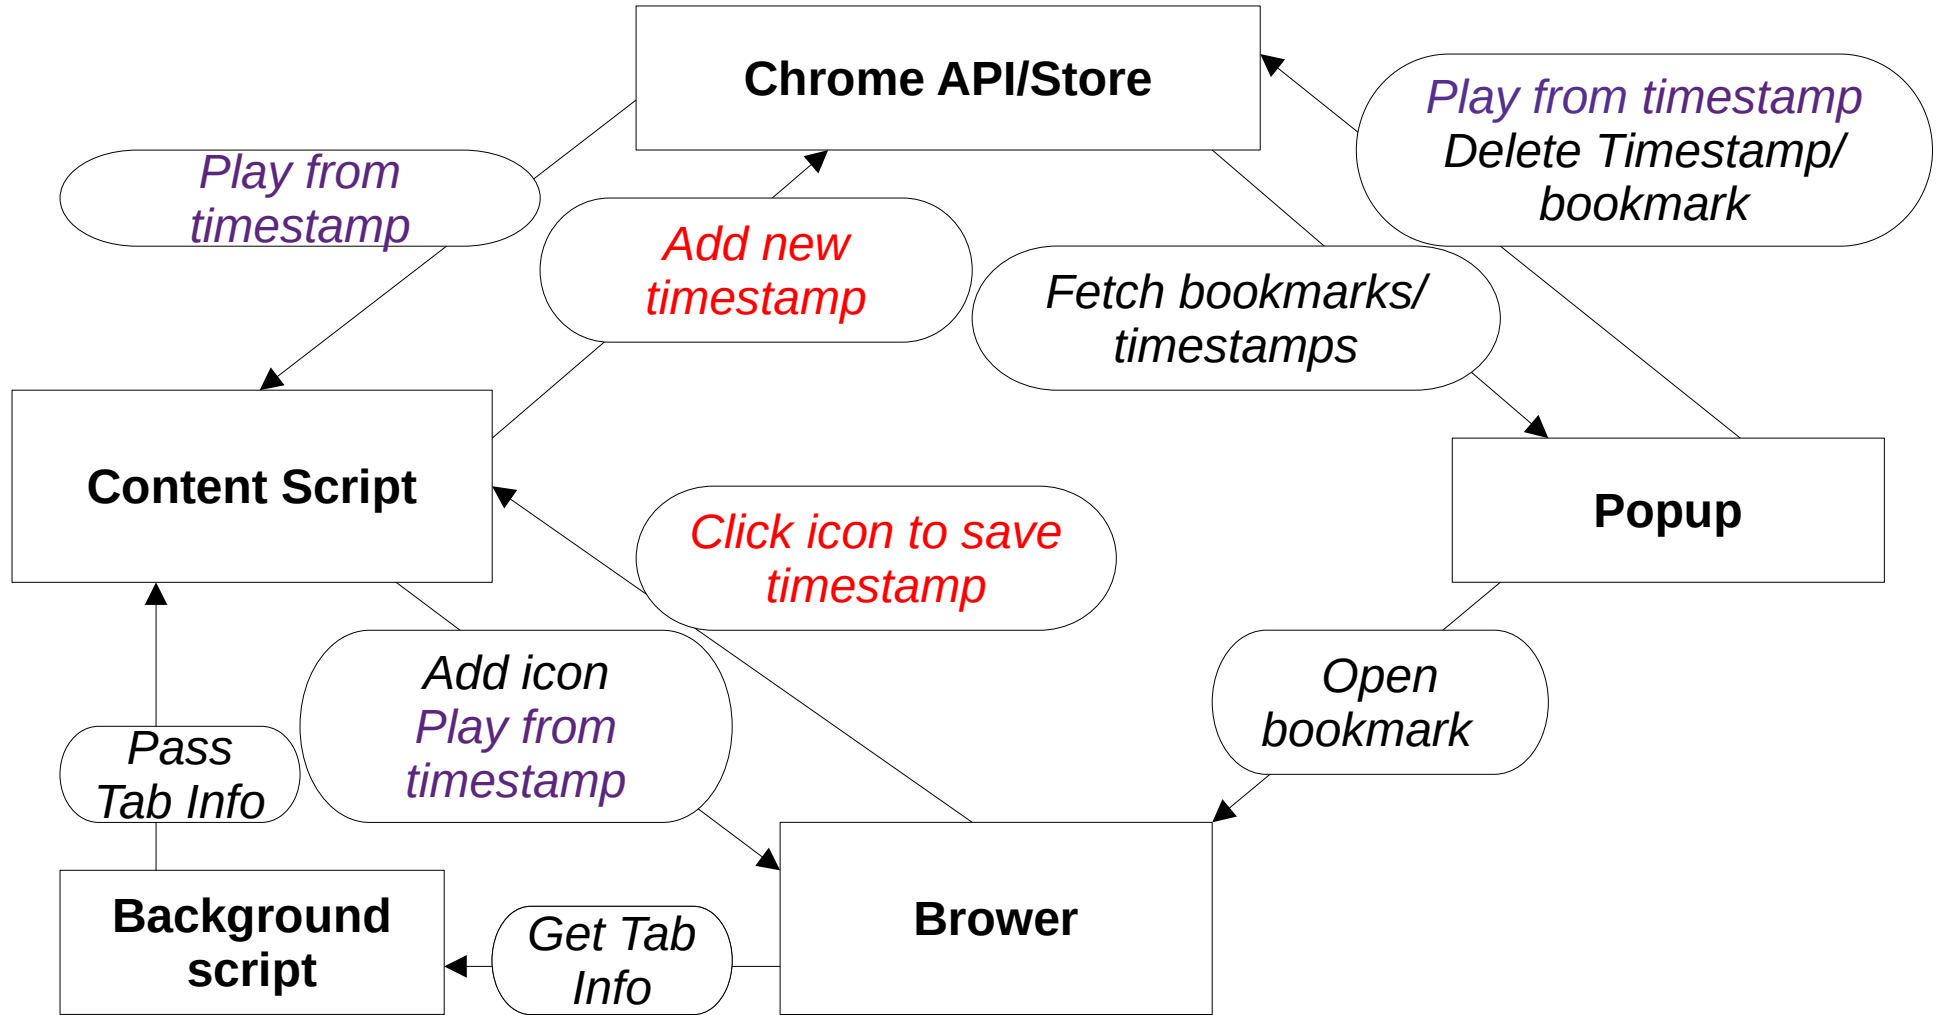 Chrome API/Store
Play from timestamp
Delete Timestamp/
bookmark
Play from
timestamp
Add new
timestamp
Fetch bookmarks/
timestamps
Content Script
Click icon to save
timestamp
Popup
Add icon
Play from
timestamp
Open
bookmark
Pass
Tab Info
Background
script
Get Tab
Info
Brower